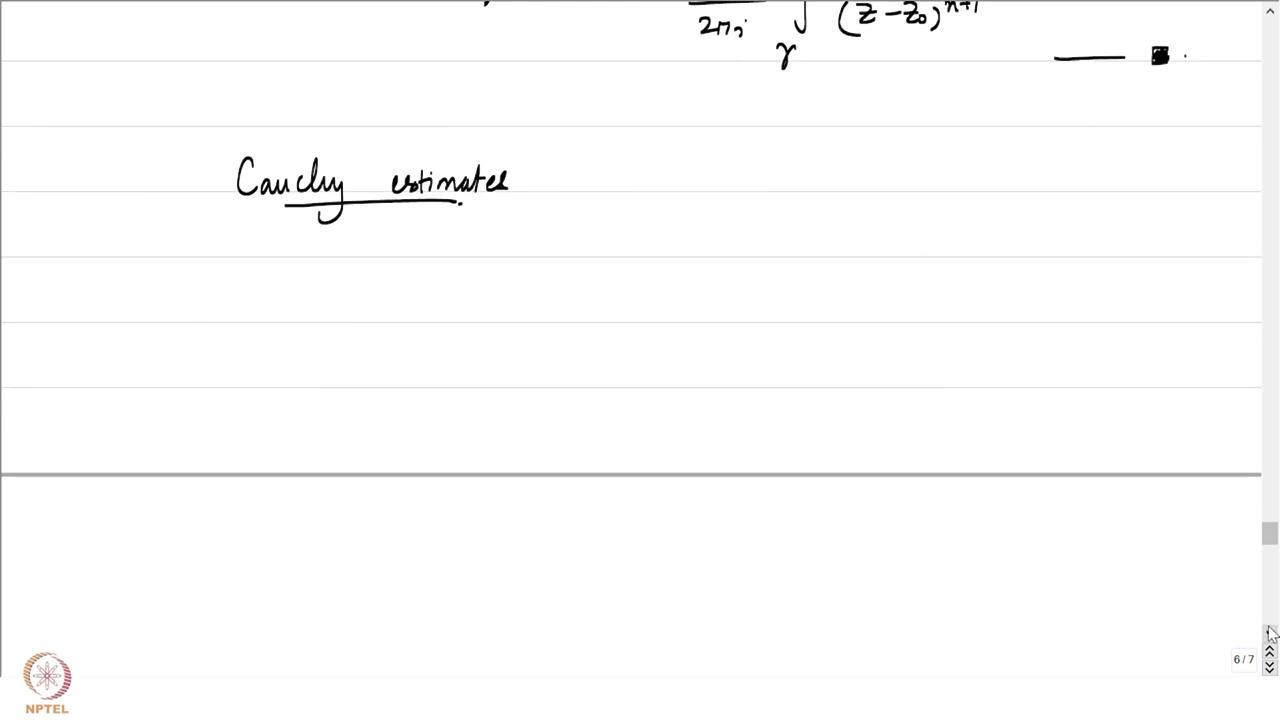 2πi ∫ (z-z₀)ⁿ⁺¹
γ
Cauchy estimates
6 / 7
NPTEL